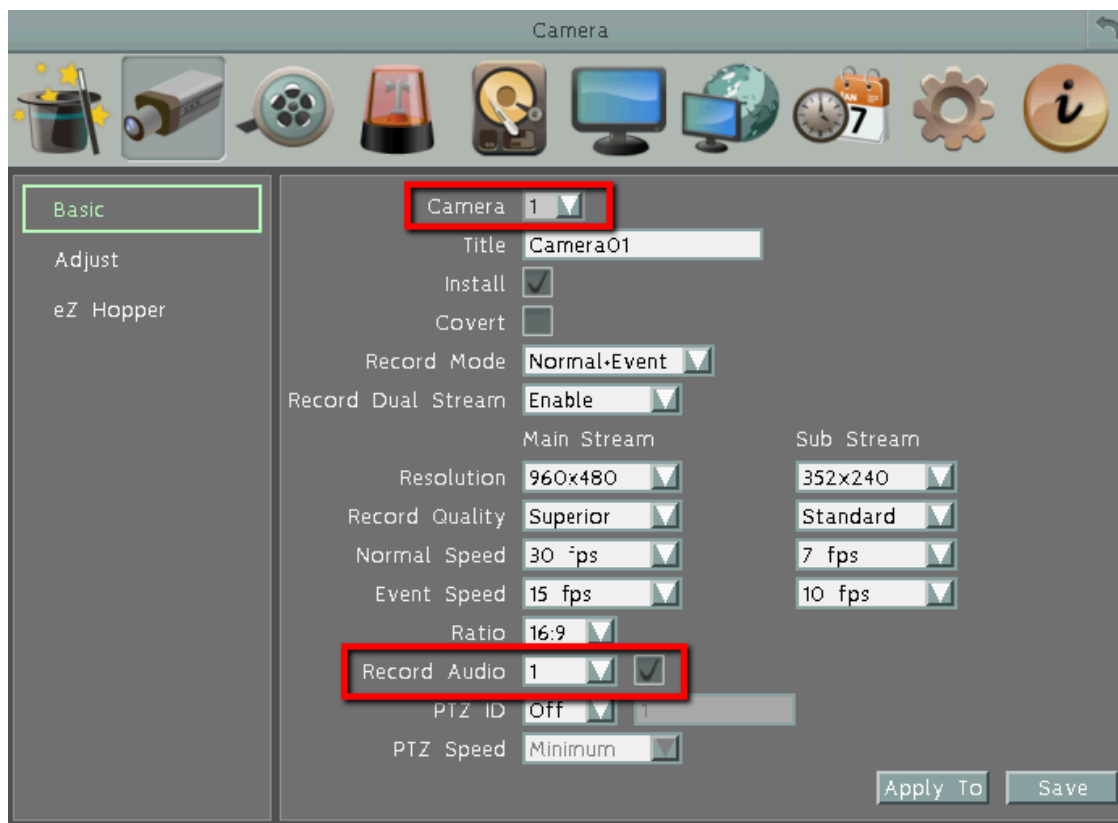 Camera
JAN
7
Basic
Adjust
eZ Hopper
Camera 1
Title Camera01
Install
Covert
Record Mode Normal+Event
Record Dual Stream Enable
Main Stream Sub Stream
Resolution 960x480 352x240
Record Quality Superior Standard
Normal Speed 30 fps 7 fps
Event Speed 15 fps 10 fps
Ratio 16:9
Record Audio 1
PTZ ID Off 1
PTZ Speed Minimum
Apply To Save